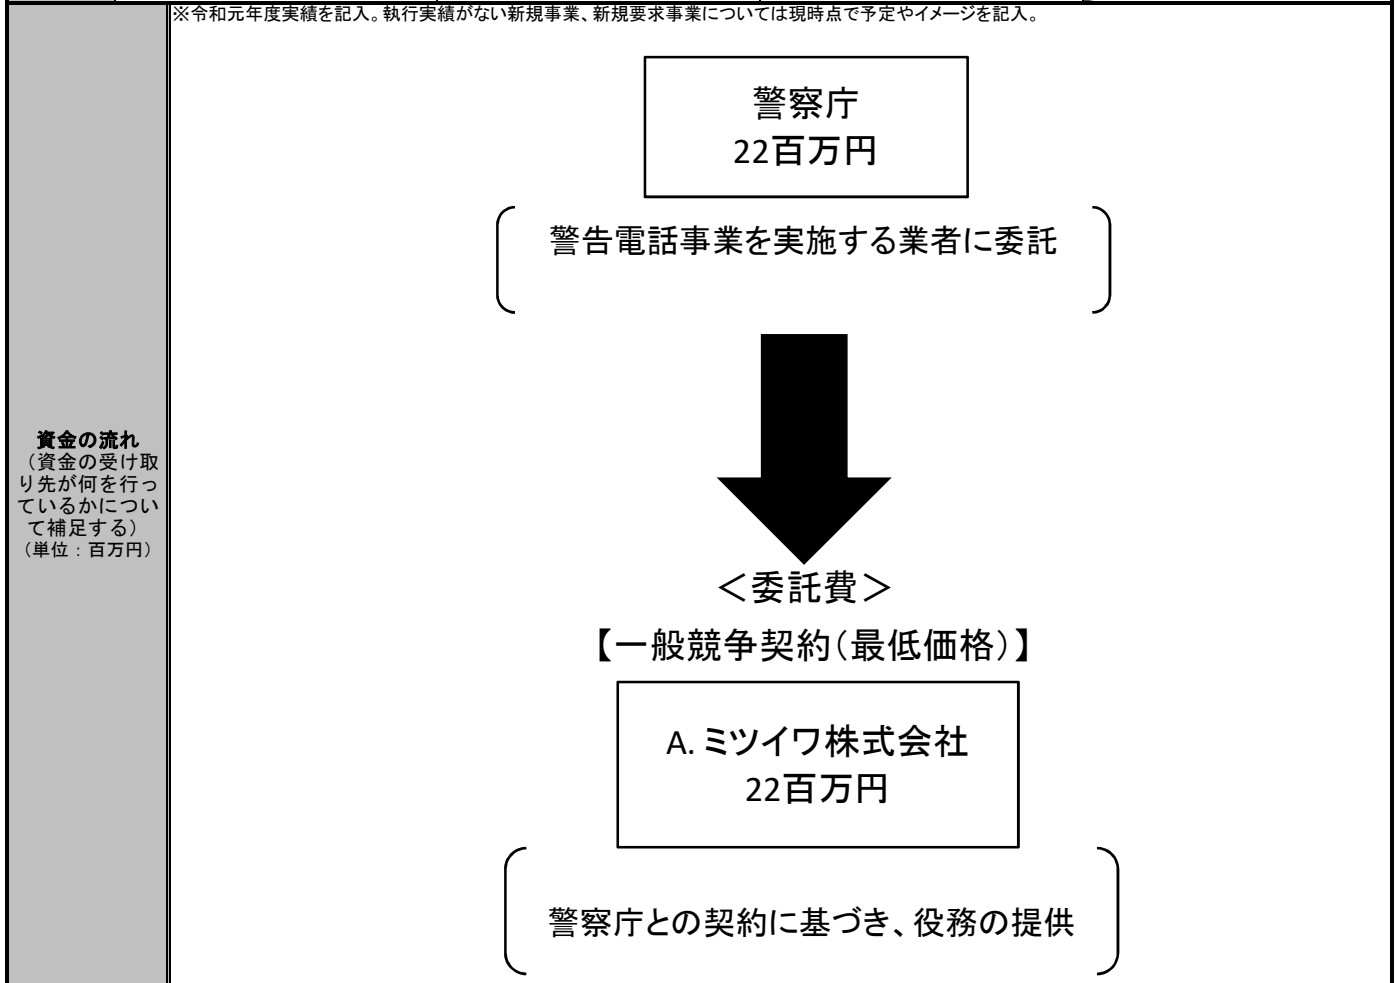 ※令和元年度実績を記入。執行実績がない新規事業、新規要求事業については現時点で予定やイメージを記入。
警察庁
22百万円
警告電話事業を実施する業者に委託
資金の流れ
（資金の受け取
り先が何を行っ
ているかについ
て補足する）
（単位：百万円）
＜委託費＞
【一般競争契約（最低価格）】
A. ミツイワ株式会社
22百万円
警察庁との契約に基づき、役務の提供